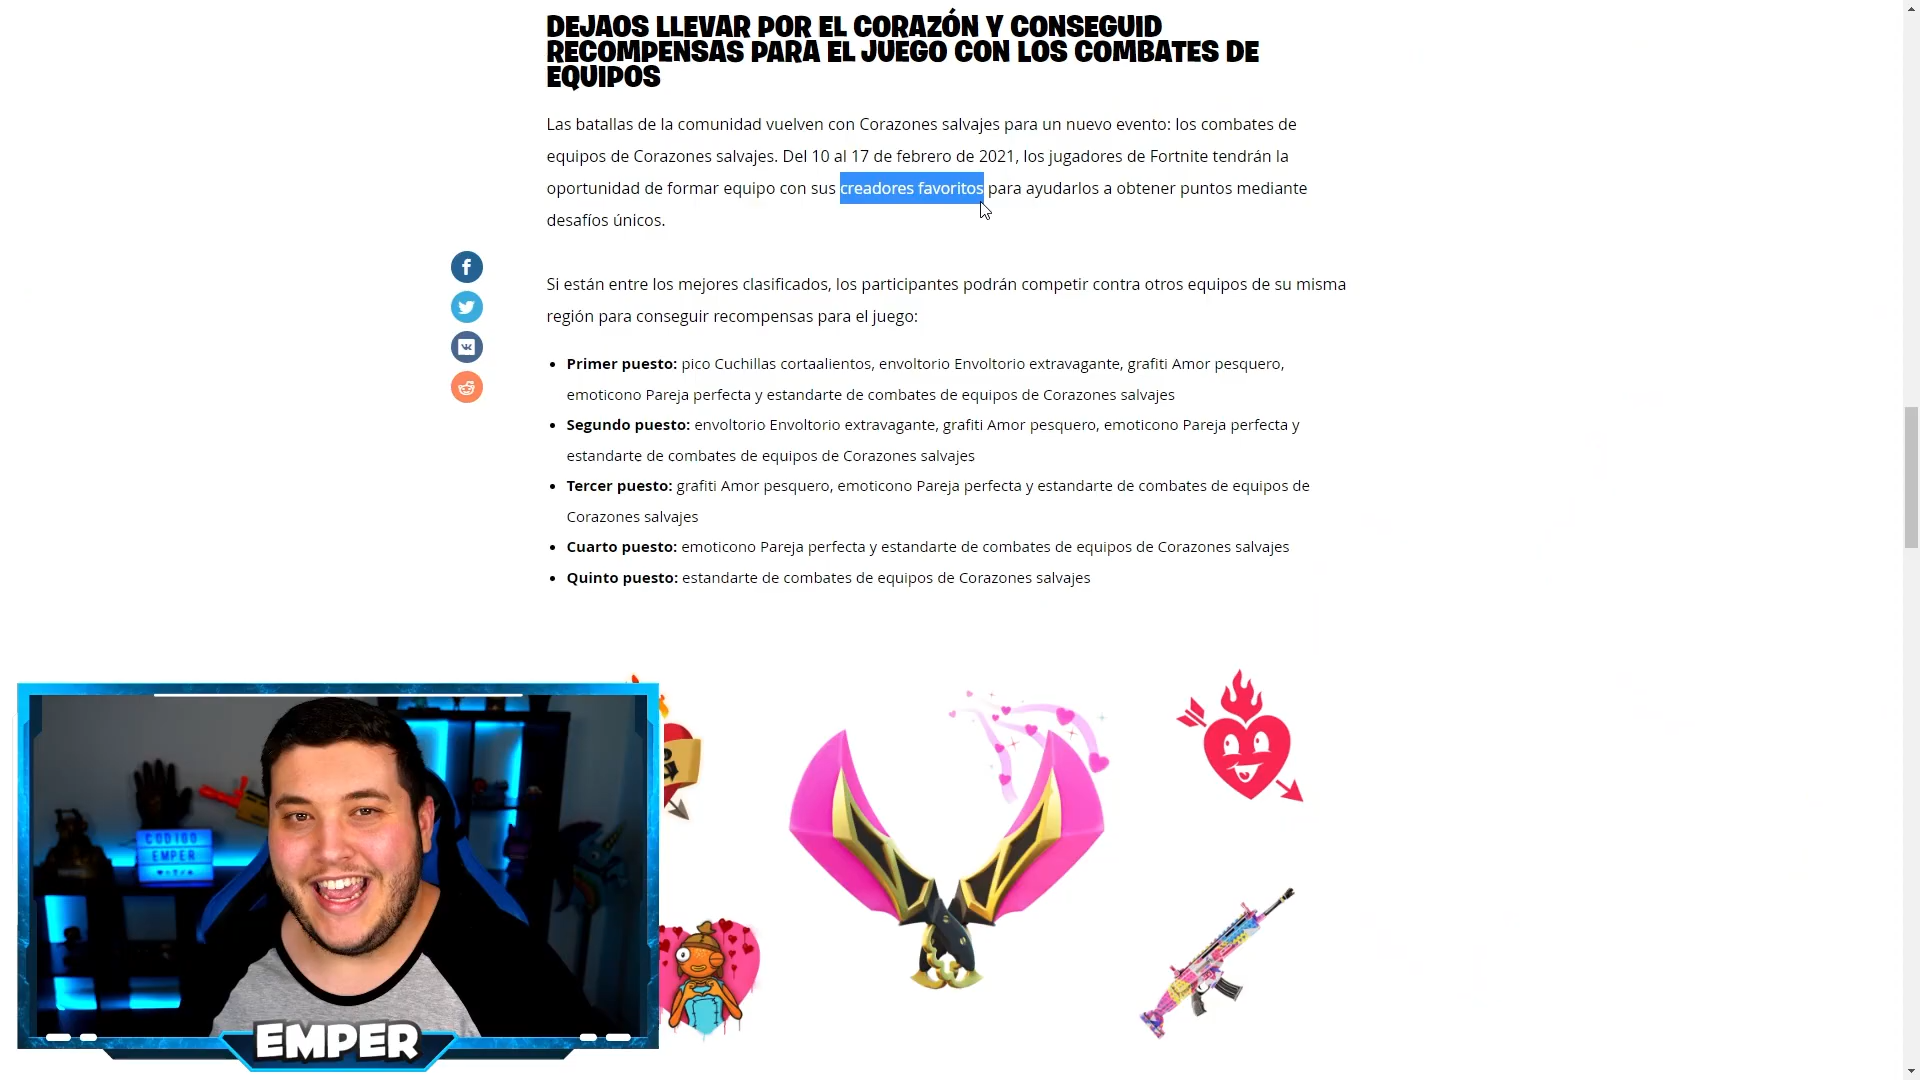 DEJAOS LLEVAR POR EL CORAZÓN Y CONSEGUID
RECOMPENSAS PARA EL JUEGO CON LOS COMBATES DE
EQUIPOS
Las batallas de la comunidad vuelven con Corazones salvajes para un nuevo evento: los combates de
equipos de Corazones salvajes. Del 10 al 17 de febrero de 2021, los jugadores de Fortnite tendrán la
oportunidad de formar equipo con sus creadores favoritos para ayudarlos a obtener puntos mediante
desafíos únicos.
Si están entre los mejores clasificados, los participantes podrán competir contra otros equipos de su misma
región para conseguir recompensas para el juego:
• Primer puesto: pico Cuchillas cortaalientos, envoltorio Envoltorio extravagante, grafiti Amor pesquero,
emoticono Pareja perfecta y estandarte de combates de equipos de Corazones salvajes
• Segundo puesto: envoltorio Envoltorio extravagante, grafiti Amor pesquero, emoticono Pareja perfecta y
estandarte de combates de equipos de Corazones salvajes
• Tercer puesto: grafiti Amor pesquero, emoticono Pareja perfecta y estandarte de combates de equipos de
Corazones salvajes
• Cuarto puesto: emoticono Pareja perfecta y estandarte de combates de equipos de Corazones salvajes
• Quinto puesto: estandarte de combates de equipos de Corazones salvajes
CODIGO
EMPER
EMPER